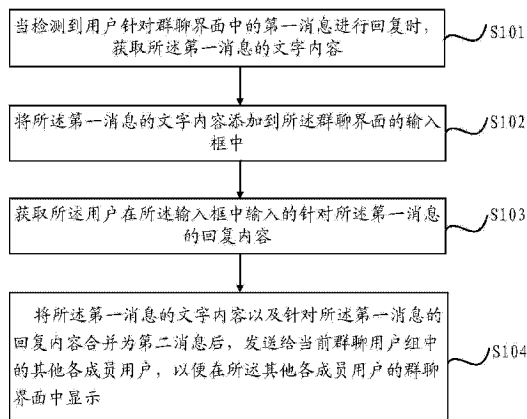 当检测到用户针对群聊界面中的第一消息进行回复时，
获取所述第一消息的文字内容
S101
将所述第一消息的文字内容添加到所述群聊界面的输入
框中
S102
获取所述用户在所述输入框中输入的针对所述第一消息
的回复内容
S103
将所述第一消息的文字内容以及针对所述第一消息的
回复内容合并为第二消息后，发送给当前群聊用户组中
的其他各成员用户，以便在所述其他各成员用户的群聊
界面中显示
S104